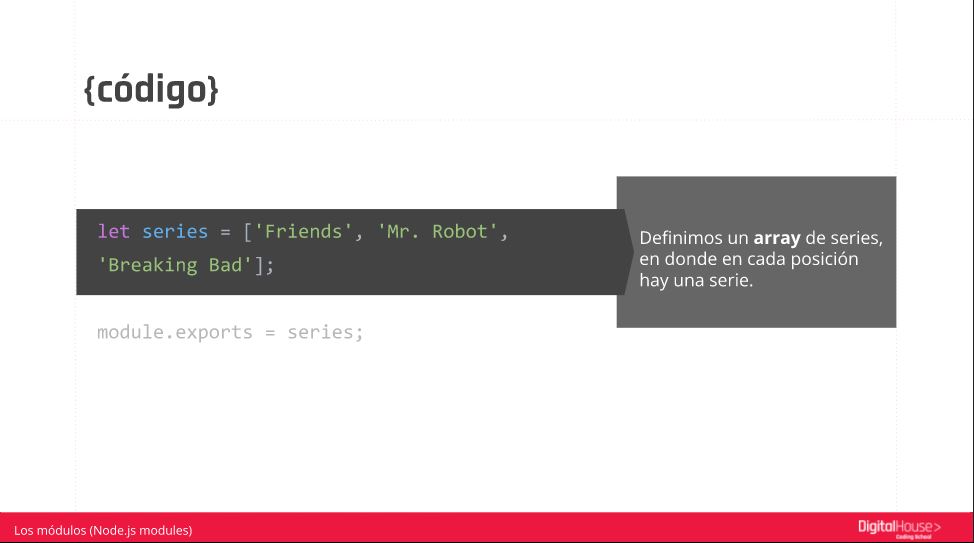 {código}
let series = ['Friends', 'Mr. Robot',
'Breaking Bad'];
Definimos un array de series,
en donde en cada posición
hay una serie.
module.exports = series;
Los módulos (Node.js modules)
DigitalHouse>
Coding School